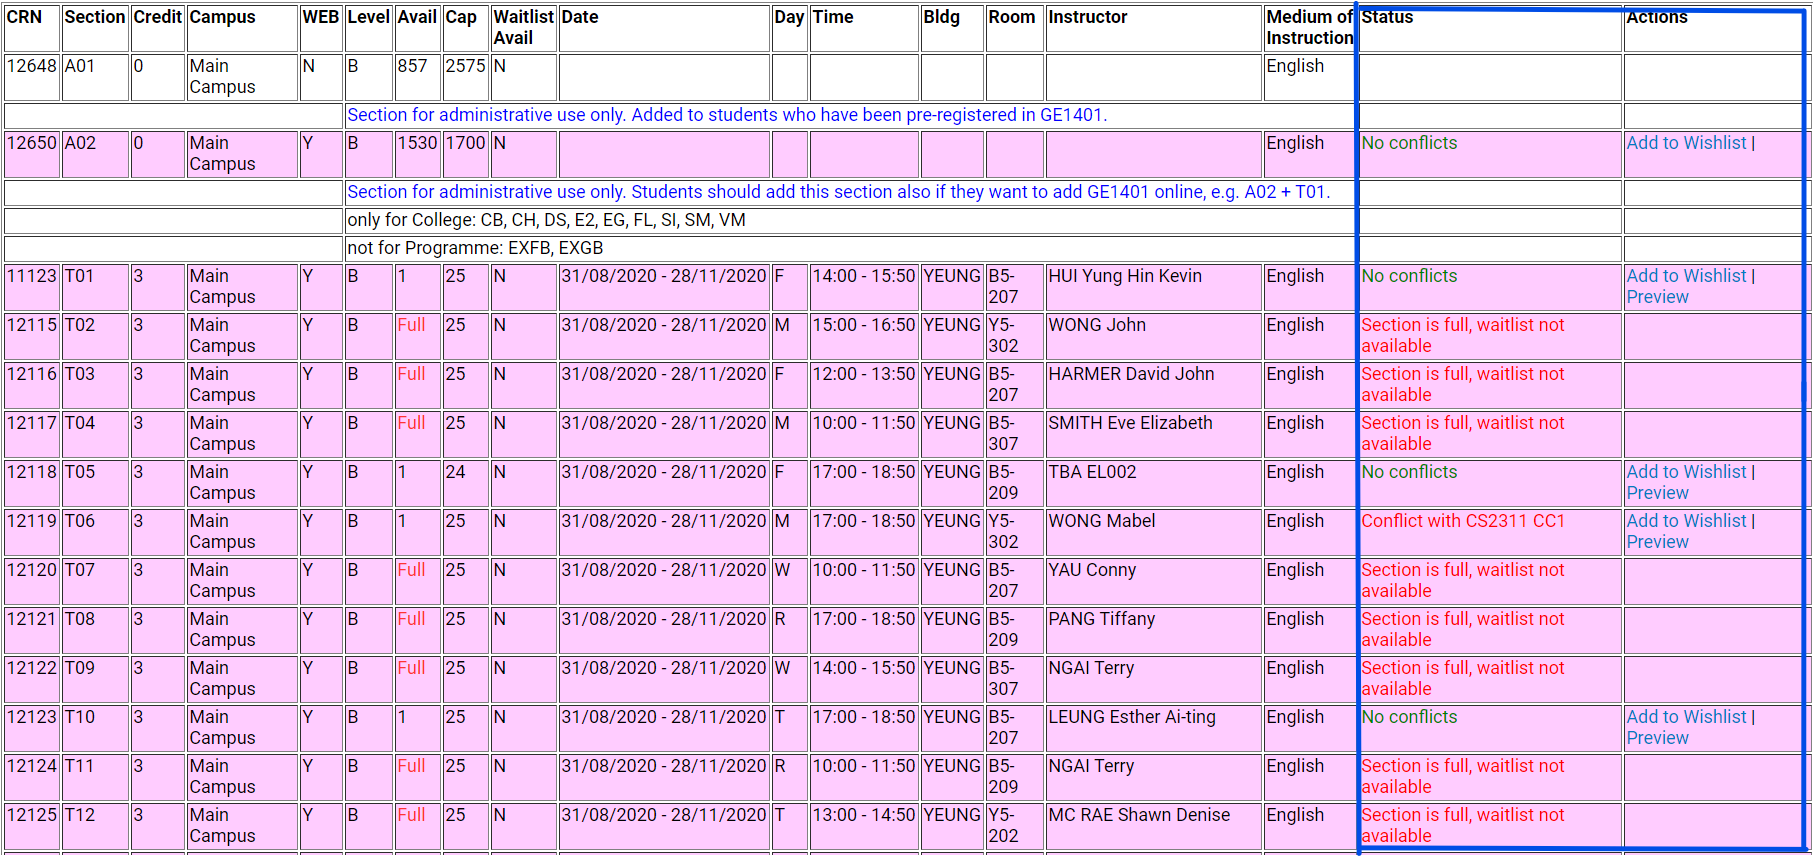 CRN Section Credit Campus WEB Level Avail Cap Waitlist Avail Date Day Time Bldg Room Instructor Medium of Instruction Status Actions
12648 A01 0 Main Campus N B 857 2575 N English
Section for administrative use only. Added to students who have been pre-registered in GE1401.
12650 A02 0 Main Campus Y B 1530 1700 N English No conflicts Add to Wishlist |
Section for administrative use only. Students should add this section also if they want to add GE1401 online, e.g. A02 + T01.
only for College: CB, CH, DS, E2, EG, FL, SI, SM, VM
not for Programme: EXFB, EXGB
11123 T01 3 Main Campus Y B 1 25 N 31/08/2020 - 28/11/2020 F 14:00 - 15:50 YEUNG B5-207 HUI Yung Hin Kevin English No conflicts Add to Wishlist | Preview
12115 T02 3 Main Campus Y B Full 25 N 31/08/2020 - 28/11/2020 M 15:00 - 16:50 YEUNG Y5-302 WONG John English Section is full, waitlist not available
12116 T03 3 Main Campus Y B Full 25 N 31/08/2020 - 28/11/2020 F 12:00 - 13:50 YEUNG B5-207 HARMER David John English Section is full, waitlist not available
12117 T04 3 Main Campus Y B Full 25 N 31/08/2020 - 28/11/2020 M 10:00 - 11:50 YEUNG B5-307 SMITH Eve Elizabeth English Section is full, waitlist not available
12118 T05 3 Main Campus Y B 1 24 N 31/08/2020 - 28/11/2020 F 17:00 - 18:50 YEUNG B5-209 TBA EL002 English No conflicts Add to Wishlist | Preview
12119 T06 3 Main Campus Y B 1 25 N 31/08/2020 - 28/11/2020 M 17:00 - 18:50 YEUNG Y5-302 WONG Mabel English Conflict with CS2311 CC1 Add to Wishlist | Preview
12120 T07 3 Main Campus Y B Full 25 N 31/08/2020 - 28/11/2020 W 10:00 - 11:50 YEUNG B5-207 YAU Conny English Section is full, waitlist not available
12121 T08 3 Main Campus Y B Full 25 N 31/08/2020 - 28/11/2020 R 17:00 - 18:50 YEUNG B5-209 PANG Tiffany English Section is full, waitlist not available
12122 T09 3 Main Campus Y B Full 25 N 31/08/2020 - 28/11/2020 W 14:00 - 15:50 YEUNG B5-307 NGAI Terry English Section is full, waitlist not available
12123 T10 3 Main Campus Y B 1 25 N 31/08/2020 - 28/11/2020 T 17:00 - 18:50 YEUNG B5-207 LEUNG Esther Ai-ting English No conflicts Add to Wishlist | Preview
12124 T11 3 Main Campus Y B Full 25 N 31/08/2020 - 28/11/2020 R 10:00 - 11:50 YEUNG B5-209 NGAI Terry English Section is full, waitlist not available
12125 T12 3 Main Campus Y B Full 25 N 31/08/2020 - 28/11/2020 T 13:00 - 14:50 YEUNG Y5-202 MC RAE Shawn Denise English Section is full, waitlist not available